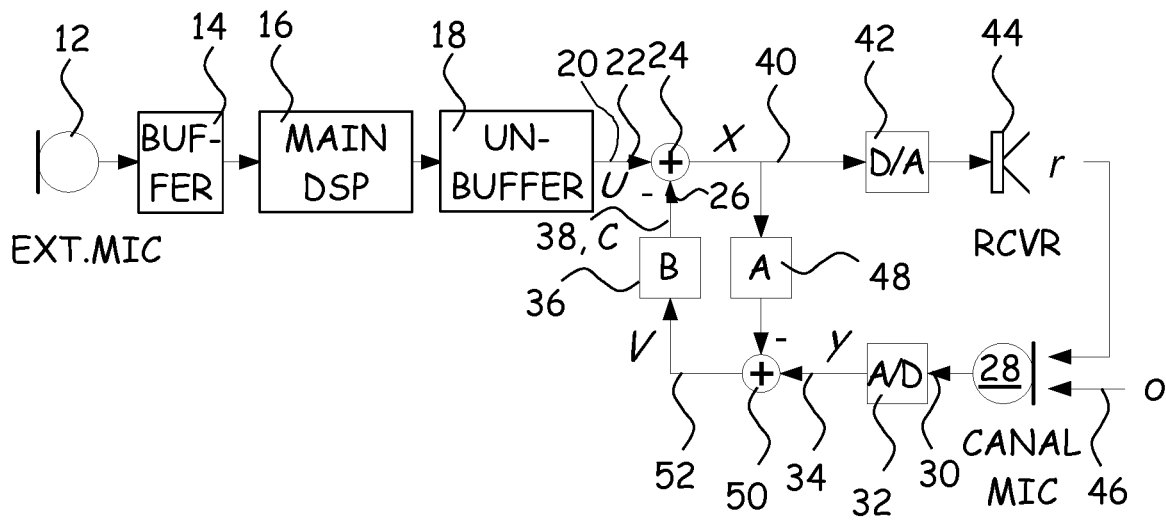 12
14
16
18
20
22
24
40
42
44
BUF-
FER
MAIN
DSP
UN-
BUFFER
U
+
-
X
D/A
r
26
EXT.MIC
38, C
RCVR
B
A
36
48
V
-
y
+
A/D
28
o
52
50
34
32
30
CANAL
MIC
46